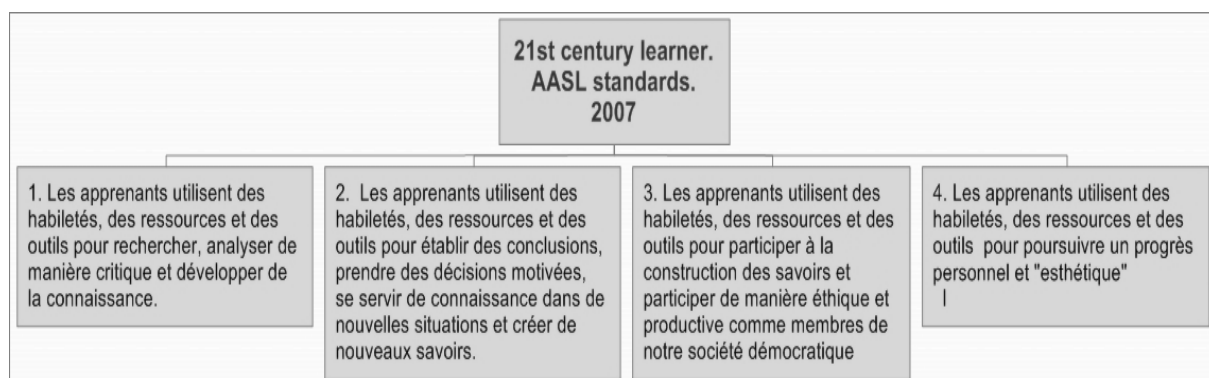 21st century learner.
AASL standards.
2007
1. Les apprenants utilisent des
habiletés, des ressources et des
outils pour rechercher, analyser de
manière critique et développer de
la connaissance.
2. Les apprenants utilisent des
habiletés, des ressources et des
outils pour établir des conclusions,
prendre des décisions motivées,
se servir de connaissance dans de
nouvelles situations et créer de
nouveaux savoirs.
3. Les apprenants utilisent des
habiletés, des ressources et des
outils pour participer à la
construction des savoirs et
participer de manière éthique et
productive comme membres de
notre société démocratique
4. Les apprenants utilisent des
habiletés, des ressources et des
outils pour poursuivre un progrès
personnel et "esthétique"